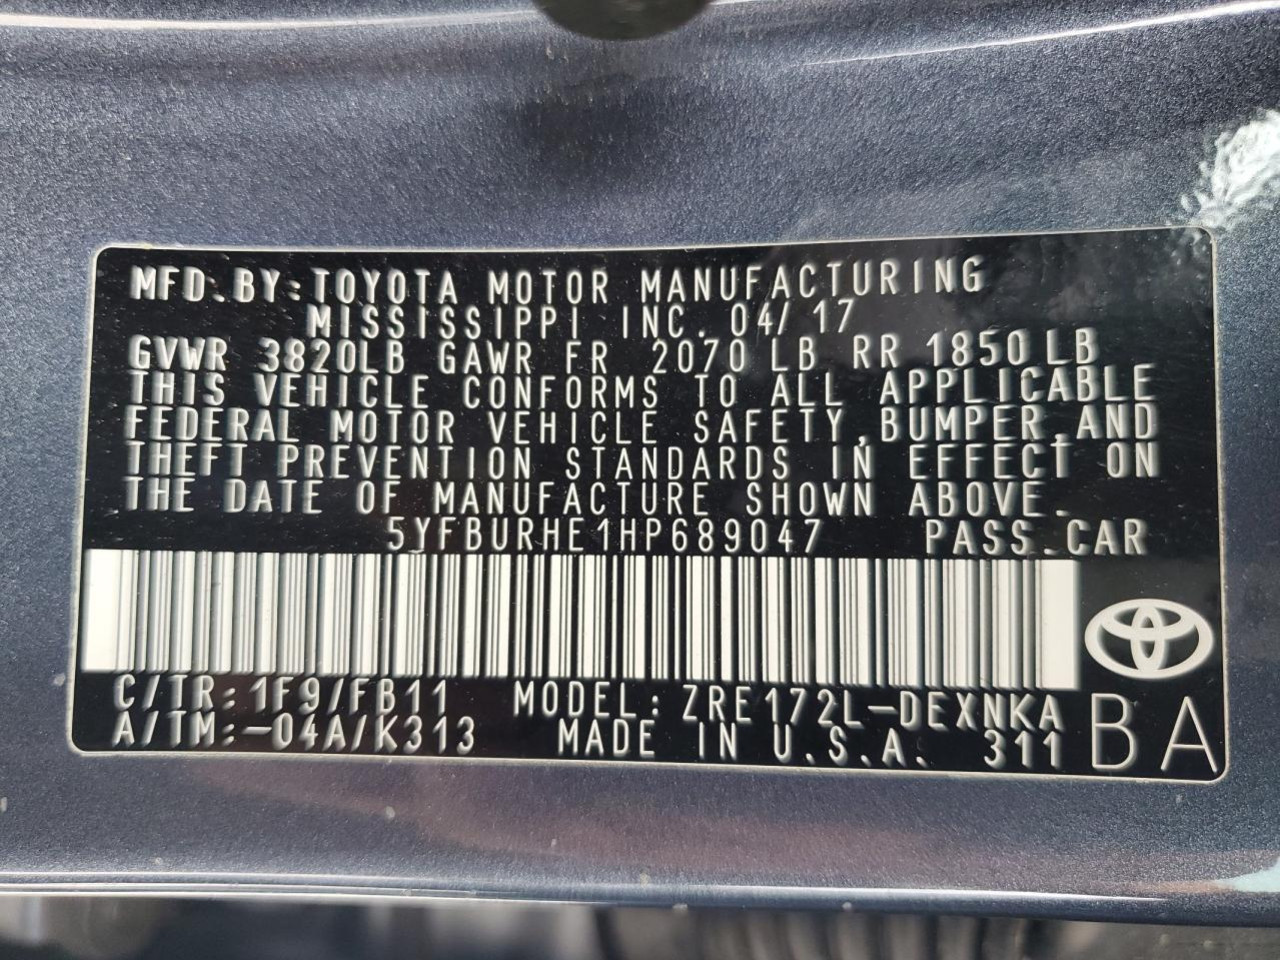 MFD.BY:TOYOTA MOTOR MANUFACTURING
MISSISSIPPI INC. 04/17
GVWR 3820LB GAWR FR 2070LB RR 1850LB
THIS VEHICLE CONFORMS TO ALL APPLICABLE
FEDERAL MOTOR VEHICLE SAFETY,BUMPER,AND
THEFT PREVENTION STANDARDS IN EFFECT ON
THE DATE OF MANUFACTURE SHOWN ABOVE.
5YFBURHE1HP689047 PASS.CAR
C/TR:1F9/FB11 MODEL:ZRE172L-DEXNKA
A/TM:-04A/K313 MADE IN U.S.A. 311 BA